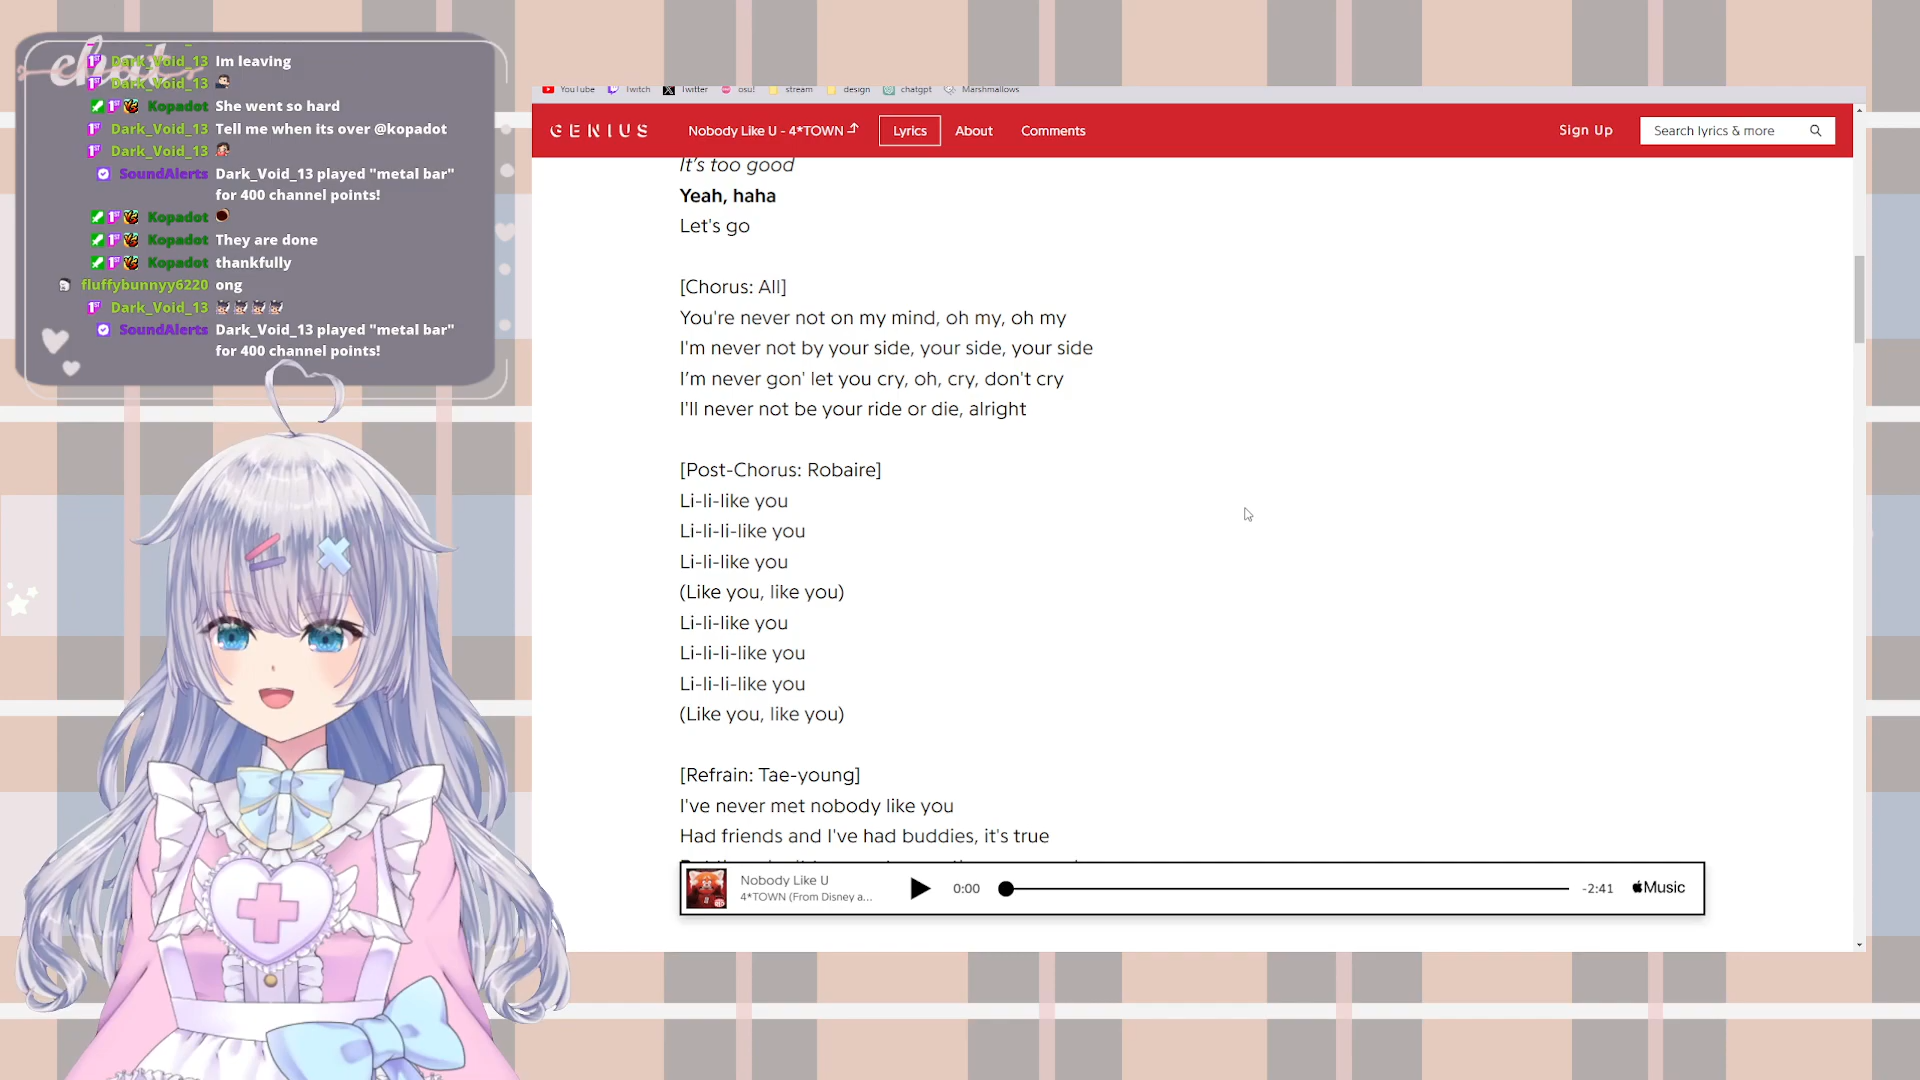 chat
Dark_Void_13 Im leaving
Dark_Void_13
Kopadot She went so hard
Dark_Void_13 Tell me when its over @kopadot
Dark_Void_13
SoundAlerts Dark_Void_13 played "metal bar"
for 400 channel points!
Kopadot
Kopadot They are done
Kopadot thankfully
fluffybunnyy6220 ong
Dark_Void_13
SoundAlerts Dark_Void_13 played "metal bar"
for 400 channel points!
YouTube Twitch Twitter osu! stream design chatgpt Marshmallows
GENIUS Nobody Like U - 4*TOWN Lyrics About Comments Sign Up Search lyrics & more
It's too good
Yeah, haha
Let's go
[Chorus: All]
You're never not on my mind, oh my, oh my
I'm never not by your side, your side, your side
I’m never gon' let you cry, oh, cry, don't cry
I'll never not be your ride or die, alright
[Post-Chorus: Robaire]
Li-li-like you
Li-li-li-like you
Li-li-like you
(Like you, like you)
Li-li-like you
Li-li-li-like you
Li-li-li-like you
(Like you, like you)
[Refrain: Tae-young]
I've never met nobody like you
Had friends and I've had buddies, it's true
Nobody Like U
4*TOWN (From Disney a...
0:00 -2:41 Music